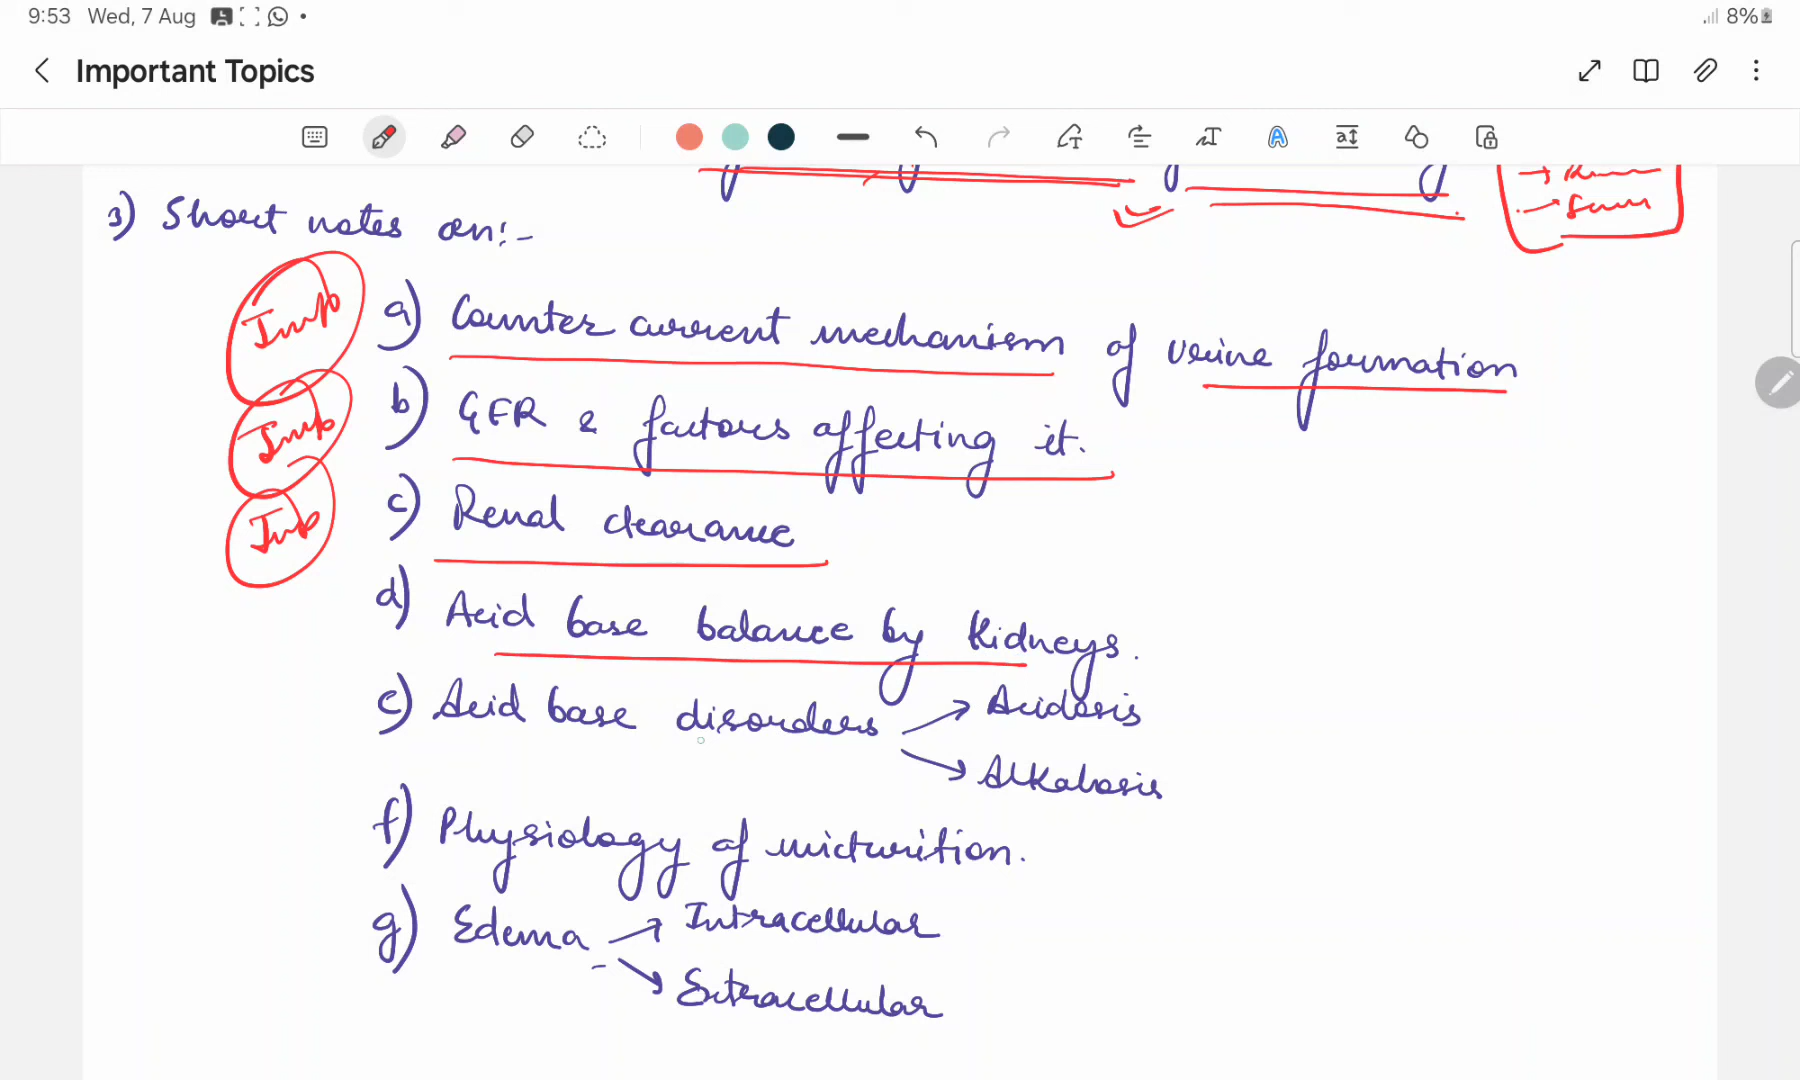 9:53 Wed, 7 Aug
8%
Important Topics
3) Short notes on:-
Imp a) Counter current mechanism of urine formation
Imp b) GFR & factors affecting it.
Imp c) Renal clearance
d) Acid base balance by Kidneys.
e) Acid base disorders → Acidosis
→ Alkalosis
f) Physiology of micturition.
g) Edema → Intracellular
→ Extracellular